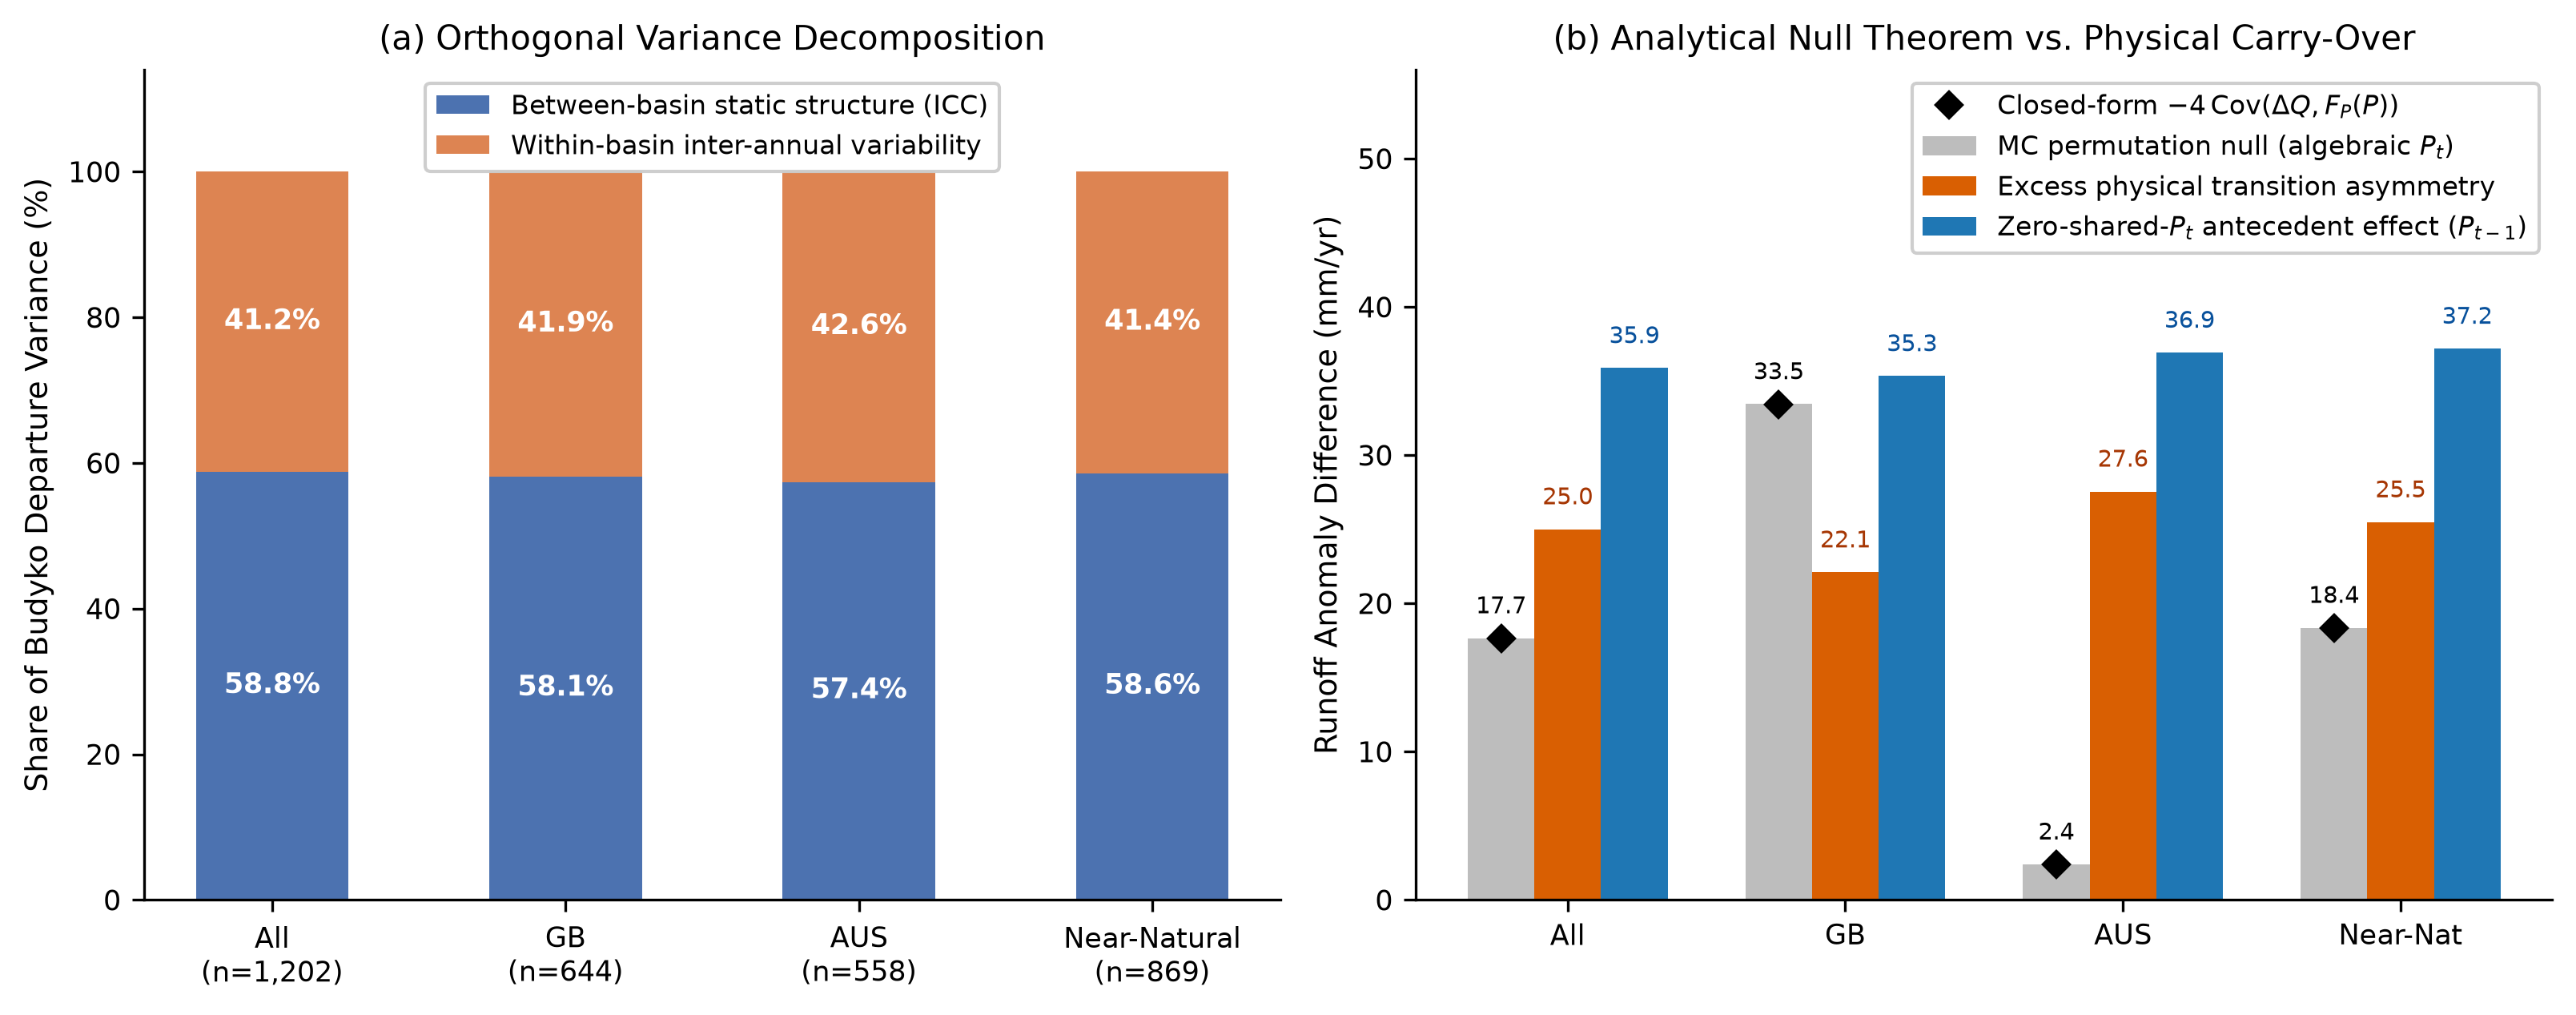 (a) Orthogonal Variance Decomposition
Between-basin static structure (ICC)
Within-basin inter-annual variability
Share of Budyko Departure Variance (%)
100
80
60
40
20
0
41.2%
41.9%
42.6%
41.4%
58.8%
58.1%
57.4%
58.6%
All
(n=1,202)
GB
(n=644)
AUS
(n=558)
Near-Natural
(n=869)
(b) Analytical Null Theorem vs. Physical Carry-Over
Closed-form −4 Cov(ΔQ, F_P(P))
MC permutation null (algebraic P_t)
Excess physical transition asymmetry
Zero-shared-P_t antecedent effect (P_{t−1})
Runoff Anomaly Difference (mm/yr)
50
40
30
20
10
0
17.7
25.0
35.9
33.5
22.1
35.3
2.4
27.6
36.9
18.4
25.5
37.2
All
GB
AUS
Near-Nat